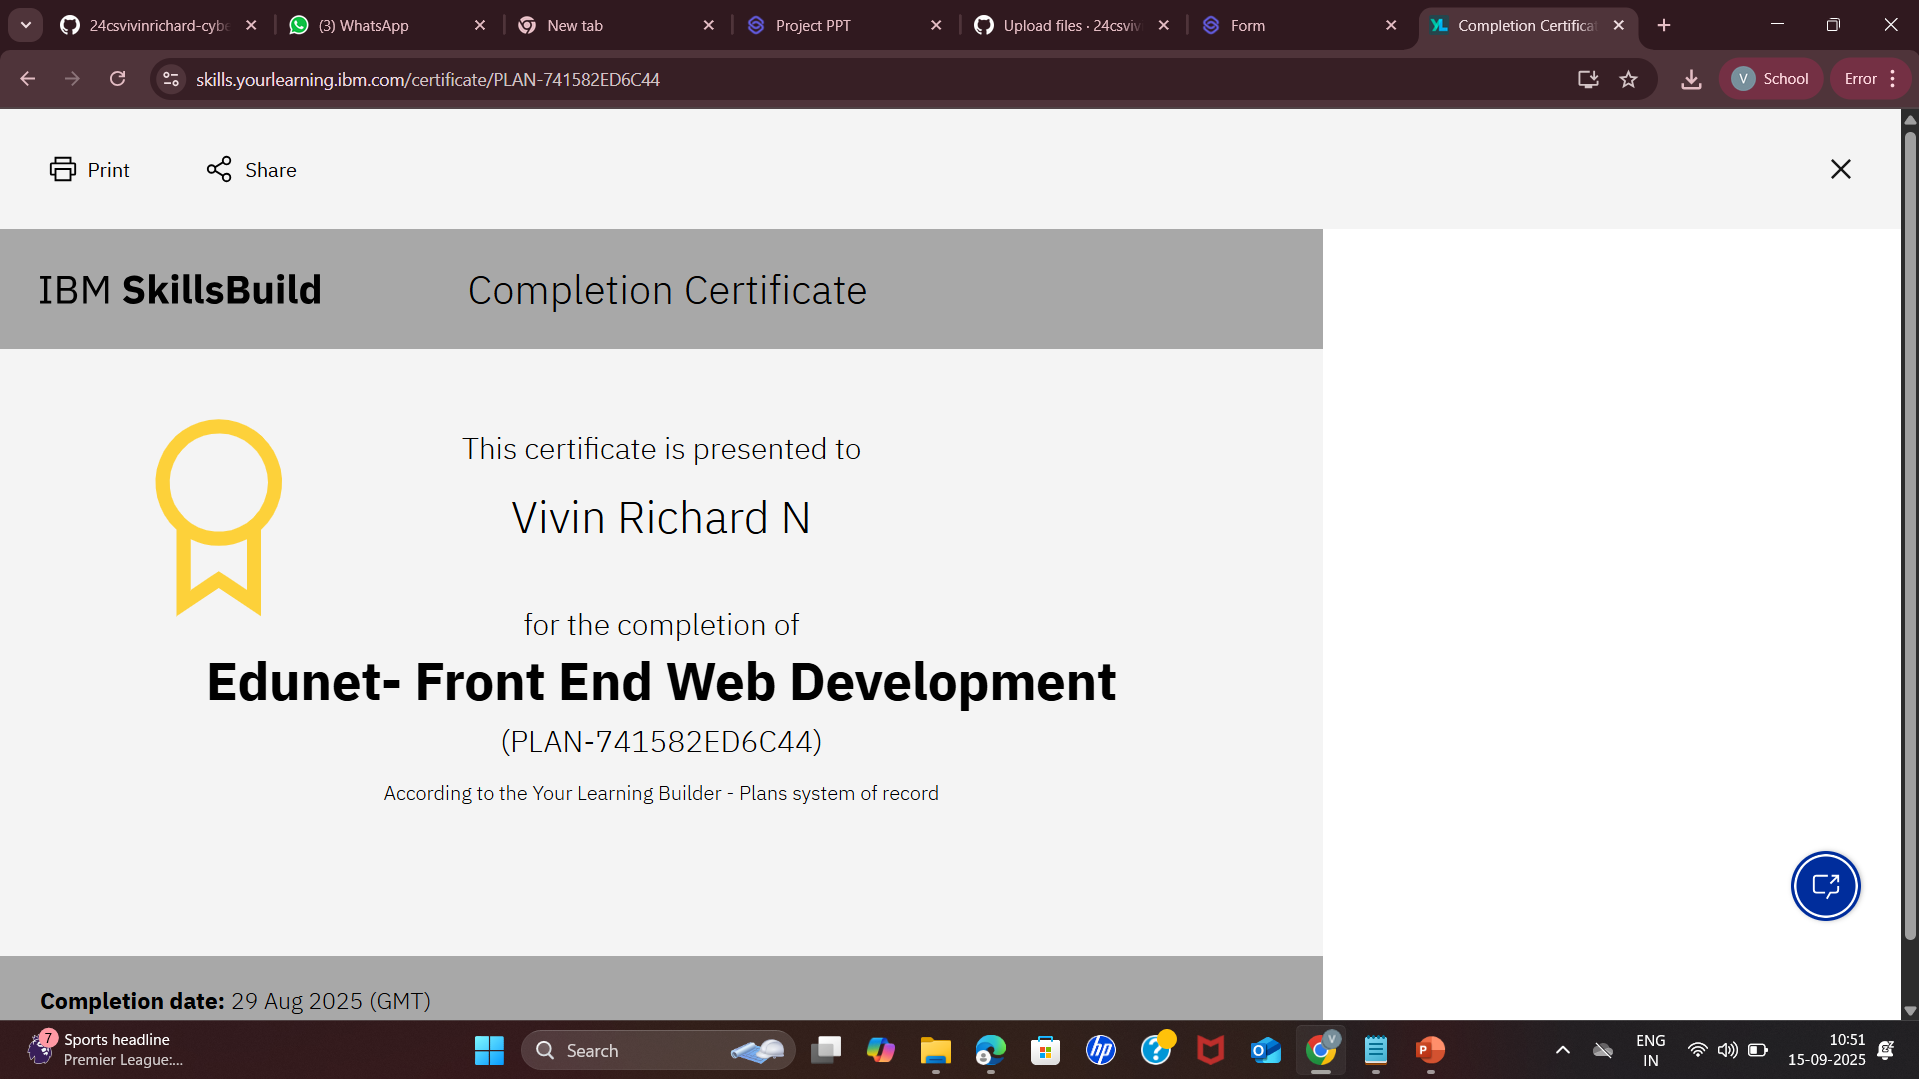 24csvivinrichard-cybe
(3) WhatsApp
New tab
Project PPT
Upload files · 24csvivi
Form
Completion Certifica
skills.yourlearning.ibm.com/certificate/PLAN-741582ED6C44
V School
Error
Print
Share
IBM SkillsBuild
Completion Certificate
This certificate is presented to
Vivin Richard N
for the completion of
Edunet- Front End Web Development
(PLAN-741582ED6C44)
According to the Your Learning Builder - Plans system of record
Completion date: 29 Aug 2025 (GMT)
7
Sports headline
Premier League:...
Search
ENG
IN
10:51
15-09-2025